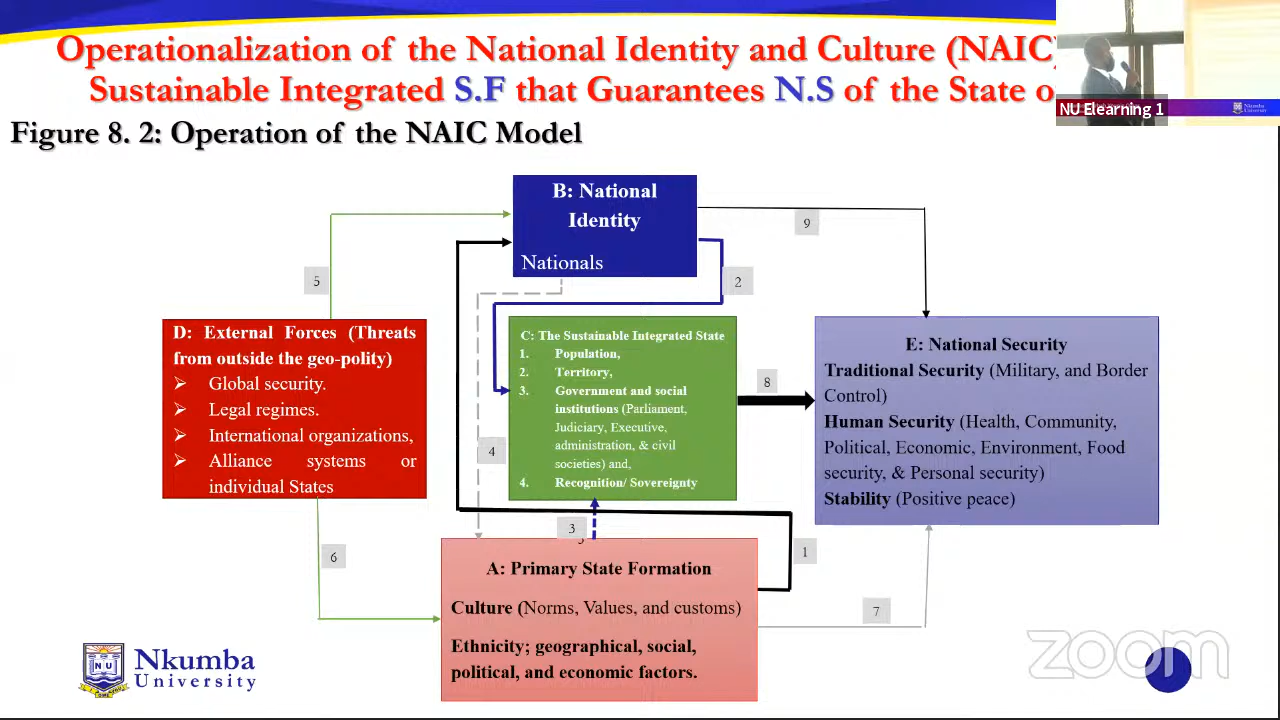 Operationalization of the National Identity and Culture (NAIC)
Sustainable Integrated S.F that Guarantees N.S of the State o
NU Elearning 1
Figure 8. 2: Operation of the NAIC Model
B: National
Identity
Nationals
9
5
2
D: External Forces (Threats
from outside the geo-polity)
➢ Global security.
➢ Legal regimes.
➢ International organizations,
➢ Alliance systems or
individual States
C: The Sustainable Integrated State
1. Population,
2. Territory,
3. Government and social
institutions (Parliament,
Judiciary, Executive,
administration, & civil
societies) and,
4. Recognition/ Sovereignty
8
4
E: National Security
Traditional Security (Military, and Border
Control)
Human Security (Health, Community,
Political, Economic, Environment, Food
security, & Personal security)
Stability (Positive peace)
3
6
1
7
A: Primary State Formation
Culture (Norms, Values, and customs)
Ethnicity; geographical, social,
political, and economic factors.
NU
Nkumba
University
zoom